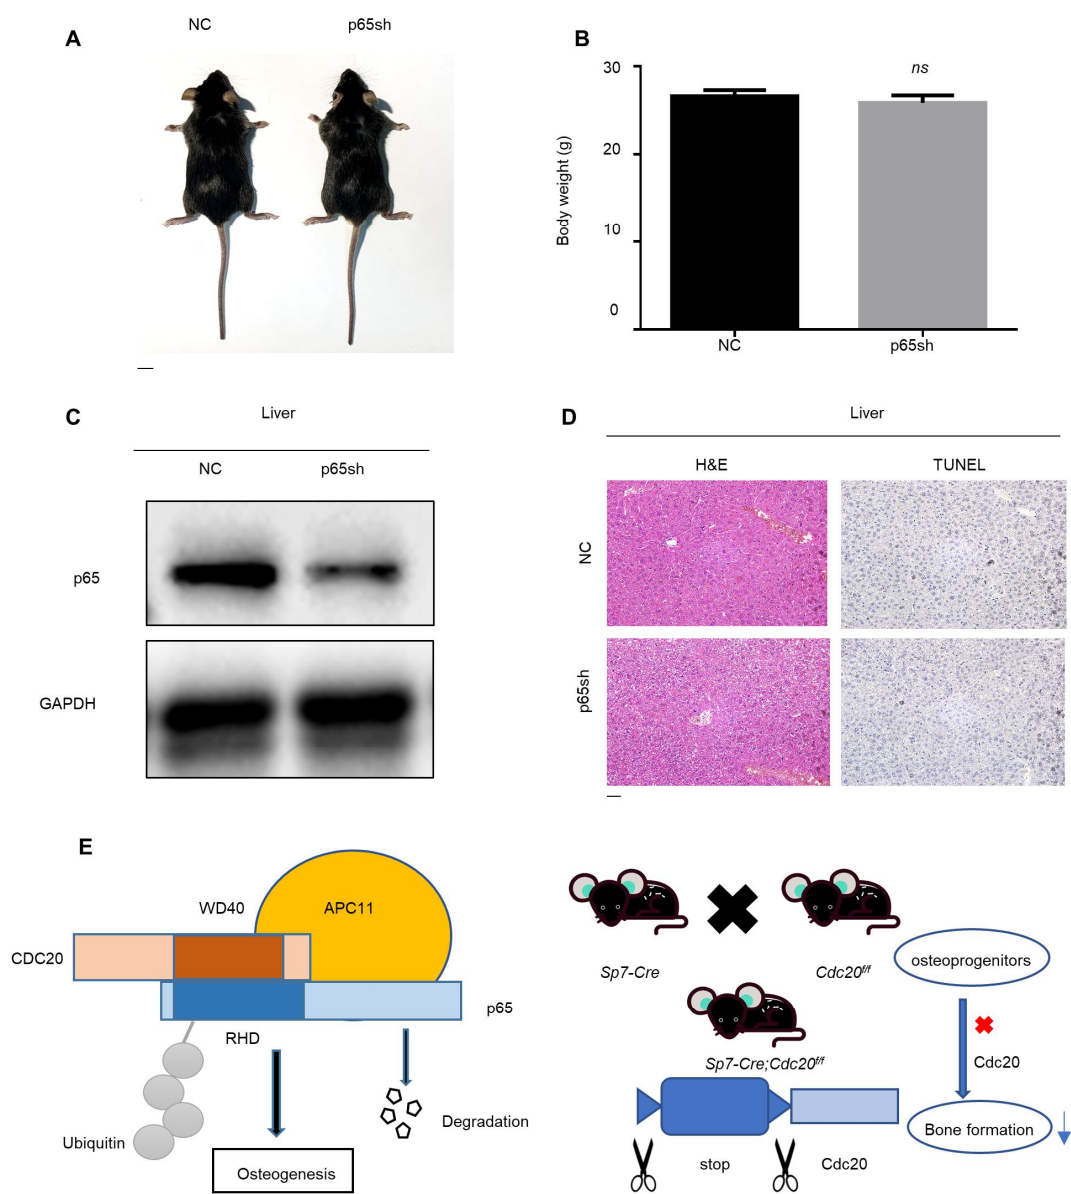 A
NC
p65sh
B
30
20
10
0
Body weight (g)
ns
NC
p65sh
C
Liver
NC
p65sh
p65
GAPDH
D
Liver
H&E
TUNEL
NC
p65sh
E
WD40
APC11
CDC20
p65
RHD
Ubiquitin
Degradation
Osteogenesis
Sp7-Cre
Cdc20f/f
Sp7-Cre;Cdc20f/f
stop
Cdc20
osteoprogenitors
Cdc20
Bone formation